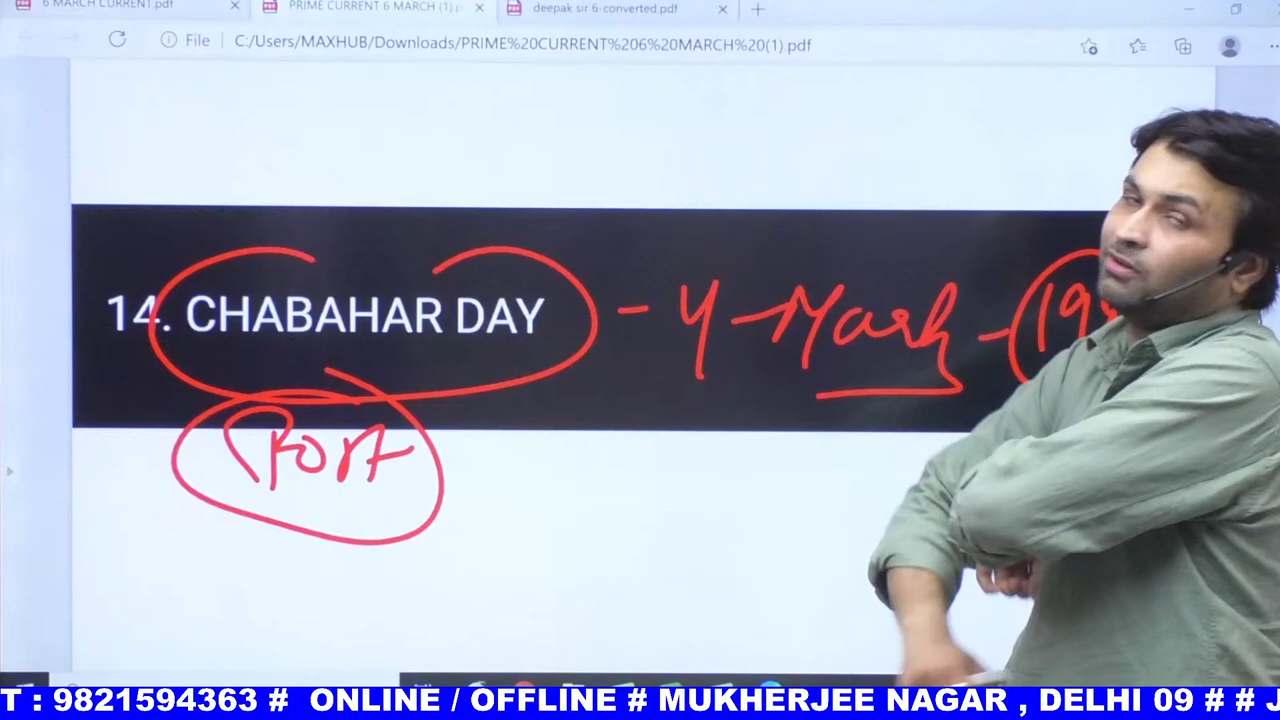 6 MARCH CURRENT.pdf
PRIME CURRENT 6 MARCH (1).p
deepak sir 6-converted.pdf
File
C:/Users/MAXHUB/Downloads/PRIME%20CURRENT%206%20MARCH%20(1).pdf
14. CHABAHAR DAY - 4 - March - 19
Port
T : 9821594363 # ONLINE / OFFLINE # MUKHERJEE NAGAR , DELHI 09 # # J